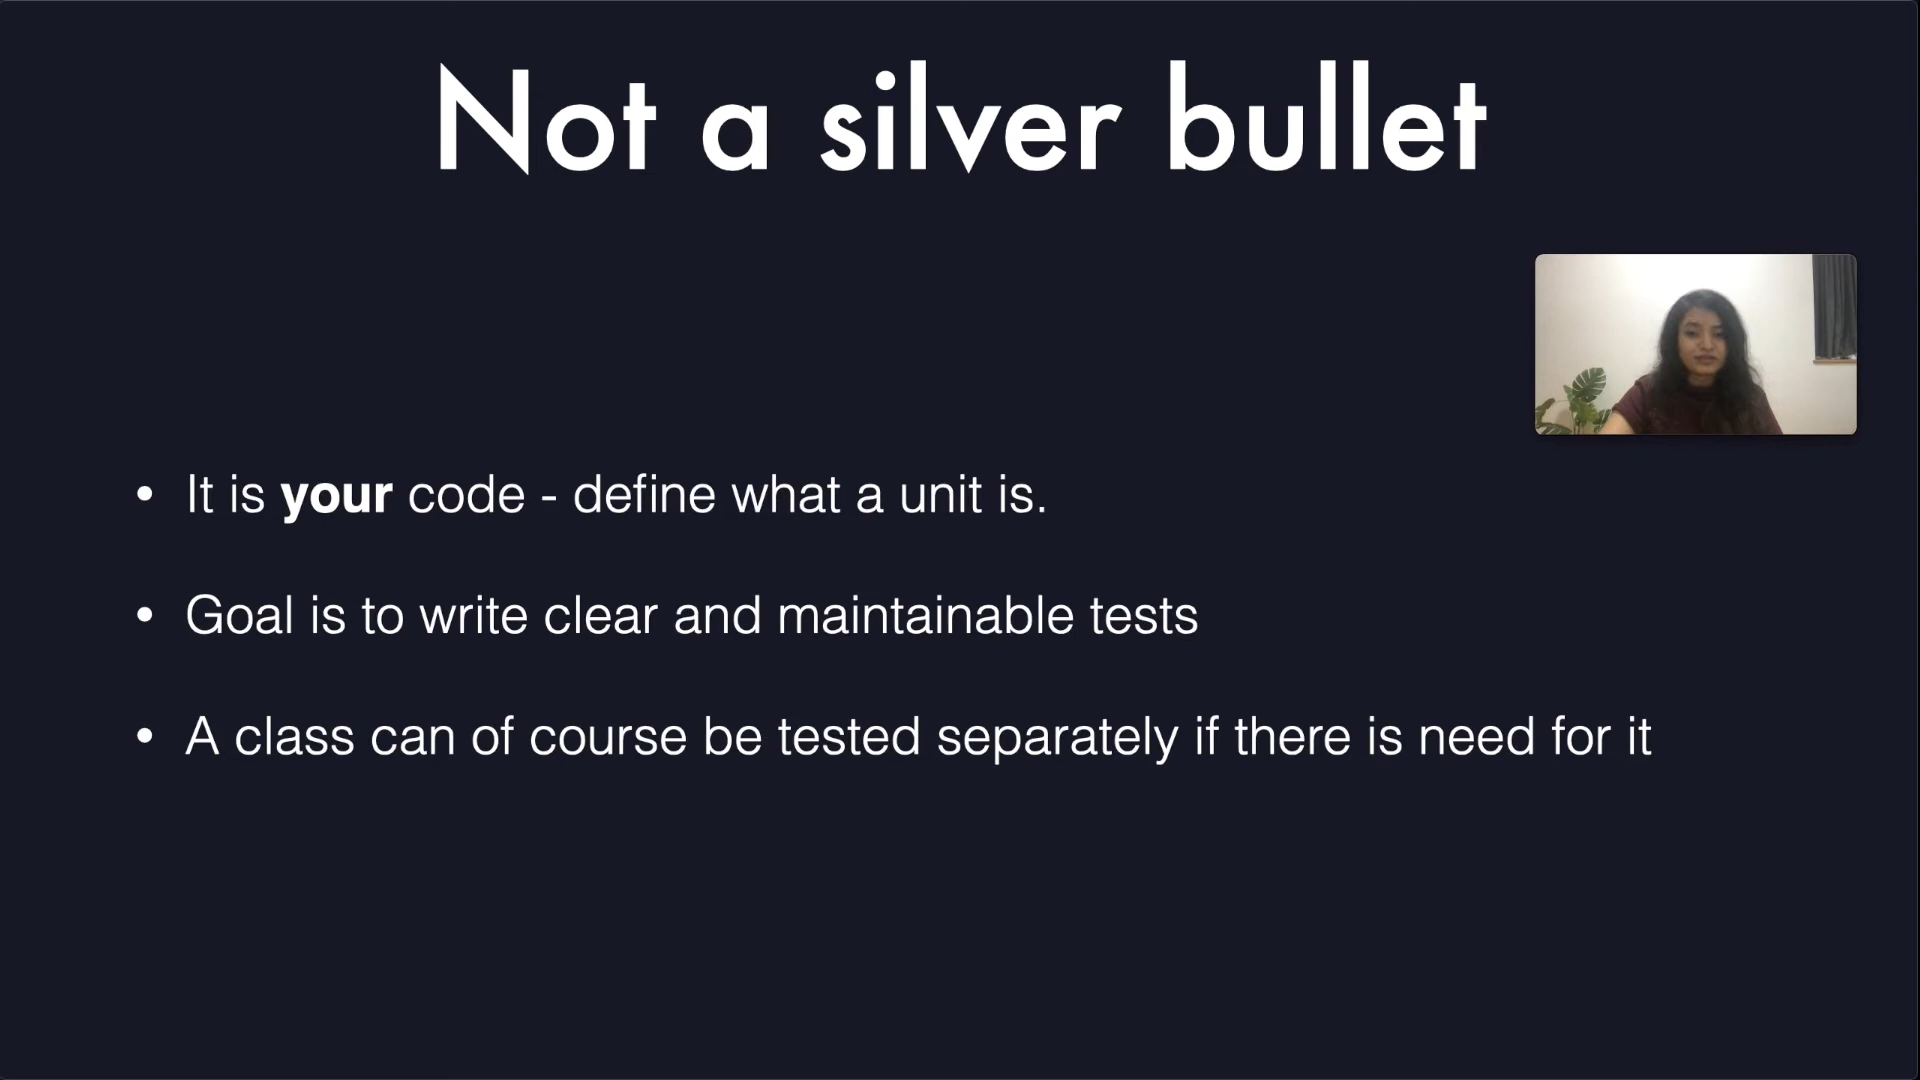 Not a silver bullet
• It is your code - define what a unit is.
• Goal is to write clear and maintainable tests
• A class can of course be tested separately if there is need for it